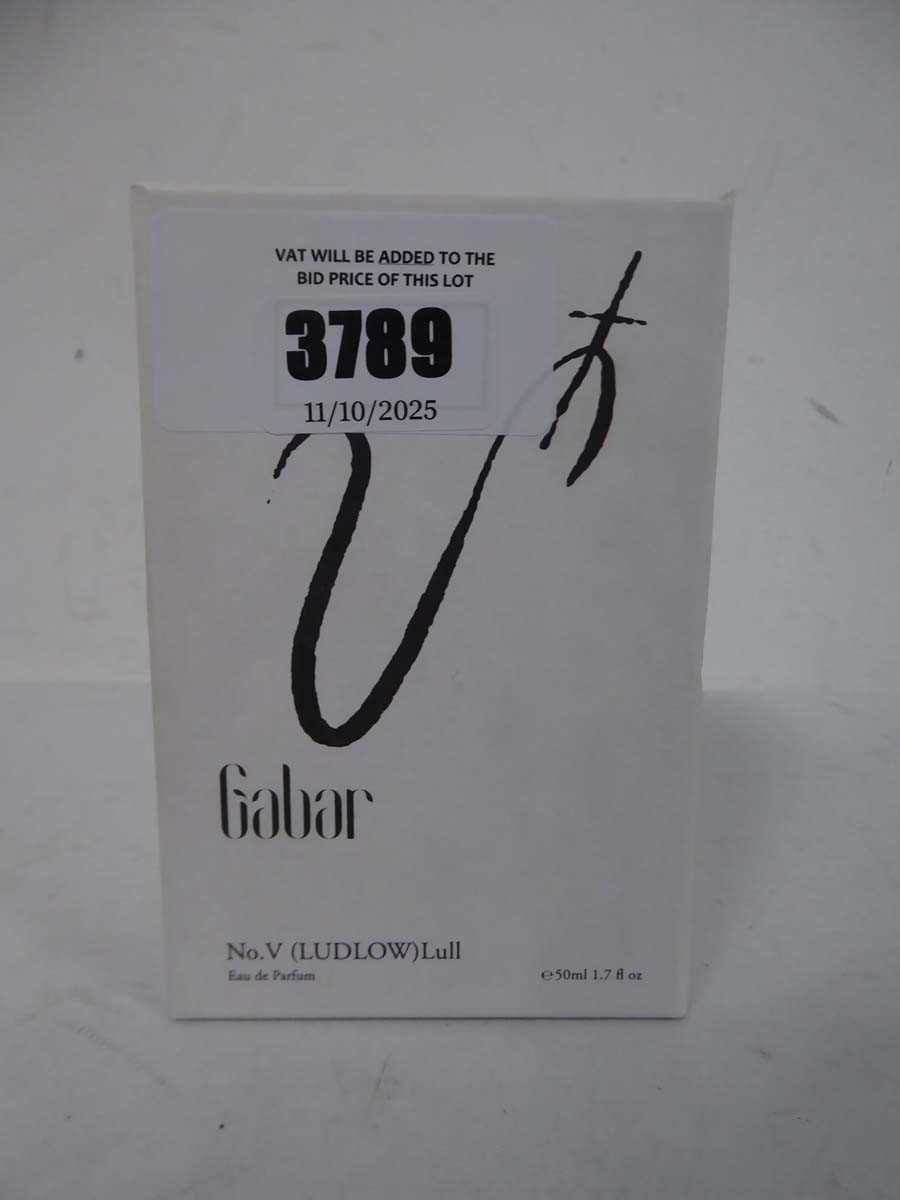 VAT WILL BE ADDED TO THE
BID PRICE OF THIS LOT
3789
11/10/2025
V
Gabar
No.V (LUDLOW)Lull
Eau de Parfum
℮50ml 1.7 fl oz